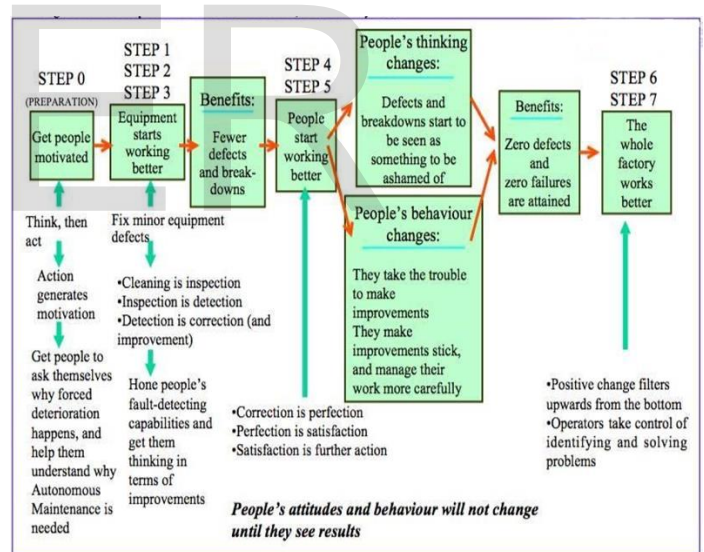 STEP 0
(PREPARATION)
Get people
motivated
Think, then
act
Action
generates
motivation
Get people to
ask themselves
why forced
deterioration
happens, and
help them
understand why
Autonomous
Maintenance is
needed
STEP 1
STEP 2
STEP 3
Equipment
starts
working
better
Fix minor equipment
defects
•Cleaning is inspection
•Inspection is detection
•Detection is correction (and
improvement)
Hone people's
fault-detecting
capabilities and
get them
thinking in
terms of
improvements
Benefits:
Fewer
defects
and break-
downs
STEP 4
STEP 5
People
start
working
better
•Correction is perfection
•Perfection is satisfaction
•Satisfaction is further action
People's thinking
changes:
Defects and
breakdowns start to
be seen as
something to be
ashamed of
People's behaviour
changes:
They take the trouble
to make
improvements
They make
improvements stick,
and manage their
work more carefully
Benefits:
Zero defects
and
zero failures
are attained
STEP 6
STEP 7
The
whole
factory
works
better
•Positive change filters
upwards from the bottom
•Operators take control of
identifying and solving
problems
People's attitudes and behaviour will not change
until they see results